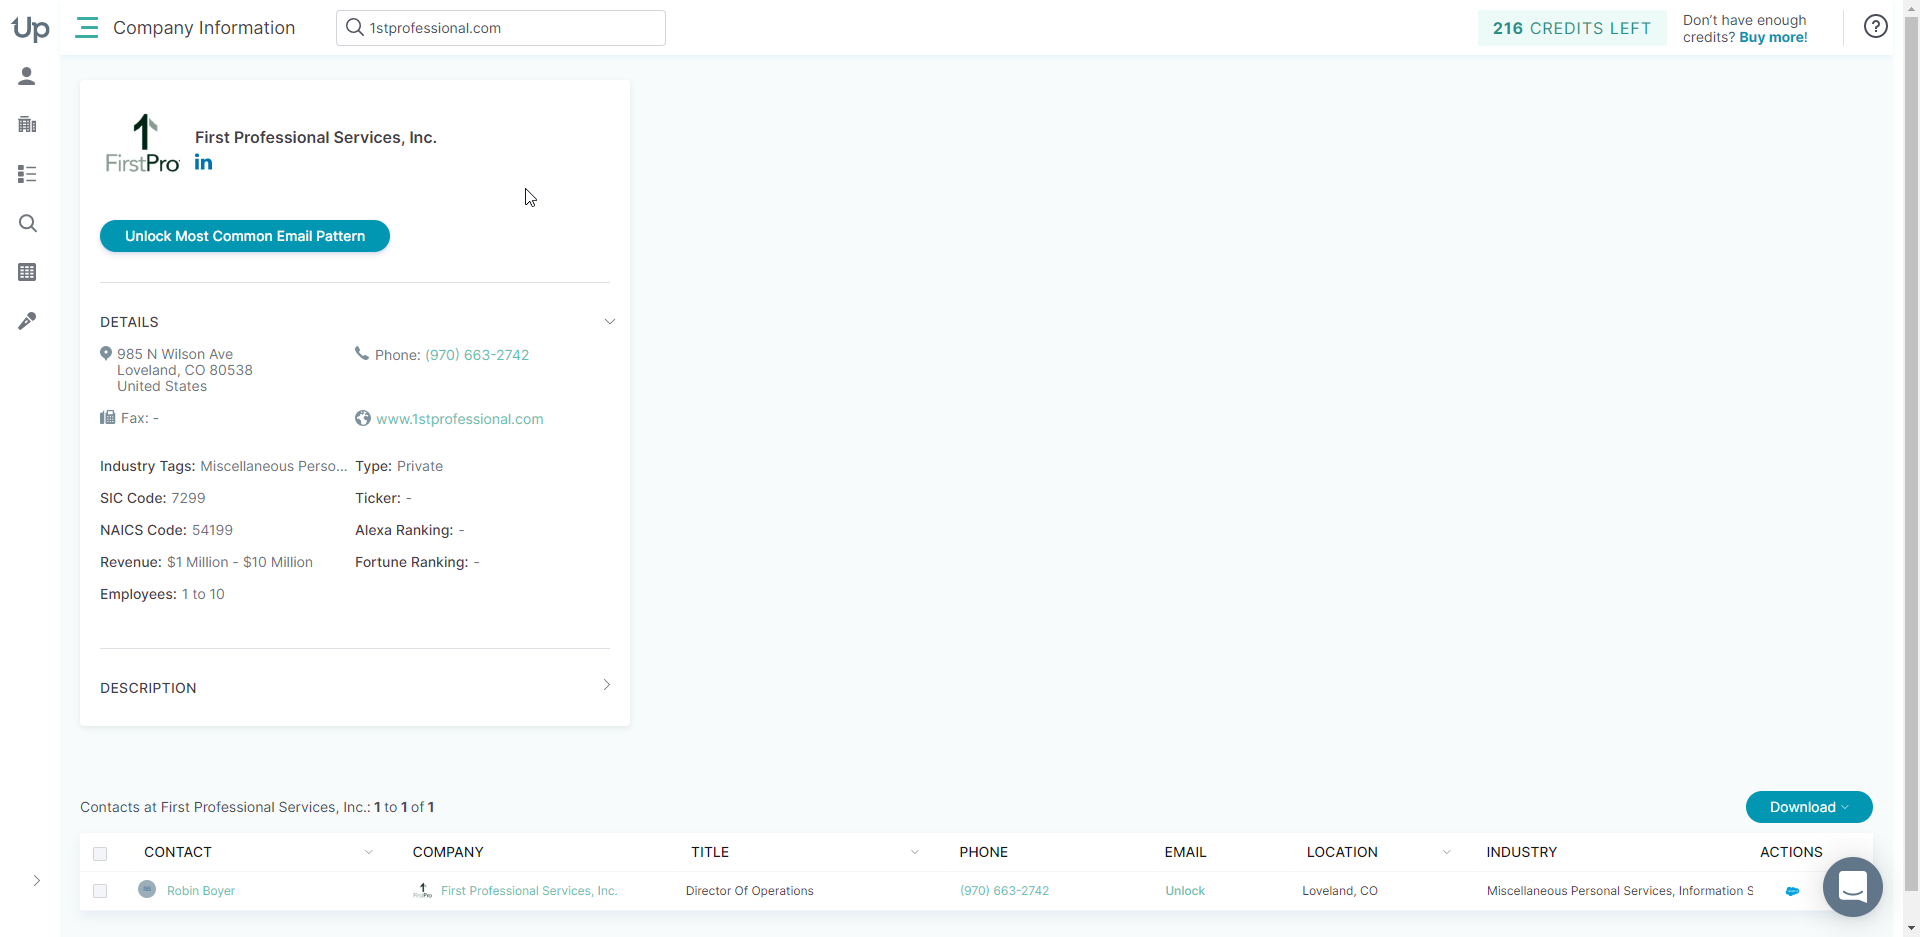 Up
Company Information
1stprofessional.com
216 CREDITS LEFT
Don't have enough
credits? Buy more!
?
FirstPro
First Professional Services, Inc.
in
Unlock Most Common Email Pattern
DETAILS
985 N Wilson Ave
Loveland, CO 80538
United States
Phone: (970) 663-2742
Fax: -
www.1stprofessional.com
Industry Tags: Miscellaneous Perso...
Type: Private
SIC Code: 7299
Ticker: -
NAICS Code: 54199
Alexa Ranking: -
Revenue: $1 Million - $10 Million
Fortune Ranking: -
Employees: 1 to 10
DESCRIPTION
Contacts at First Professional Services, Inc.: 1 to 1 of 1
Download
CONTACT COMPANY TITLE PHONE EMAIL LOCATION INDUSTRY ACTIONS
Robin Boyer FirstPro First Professional Services, Inc. Director Of Operations (970) 663-2742 Unlock Loveland, CO Miscellaneous Personal Services, Information S